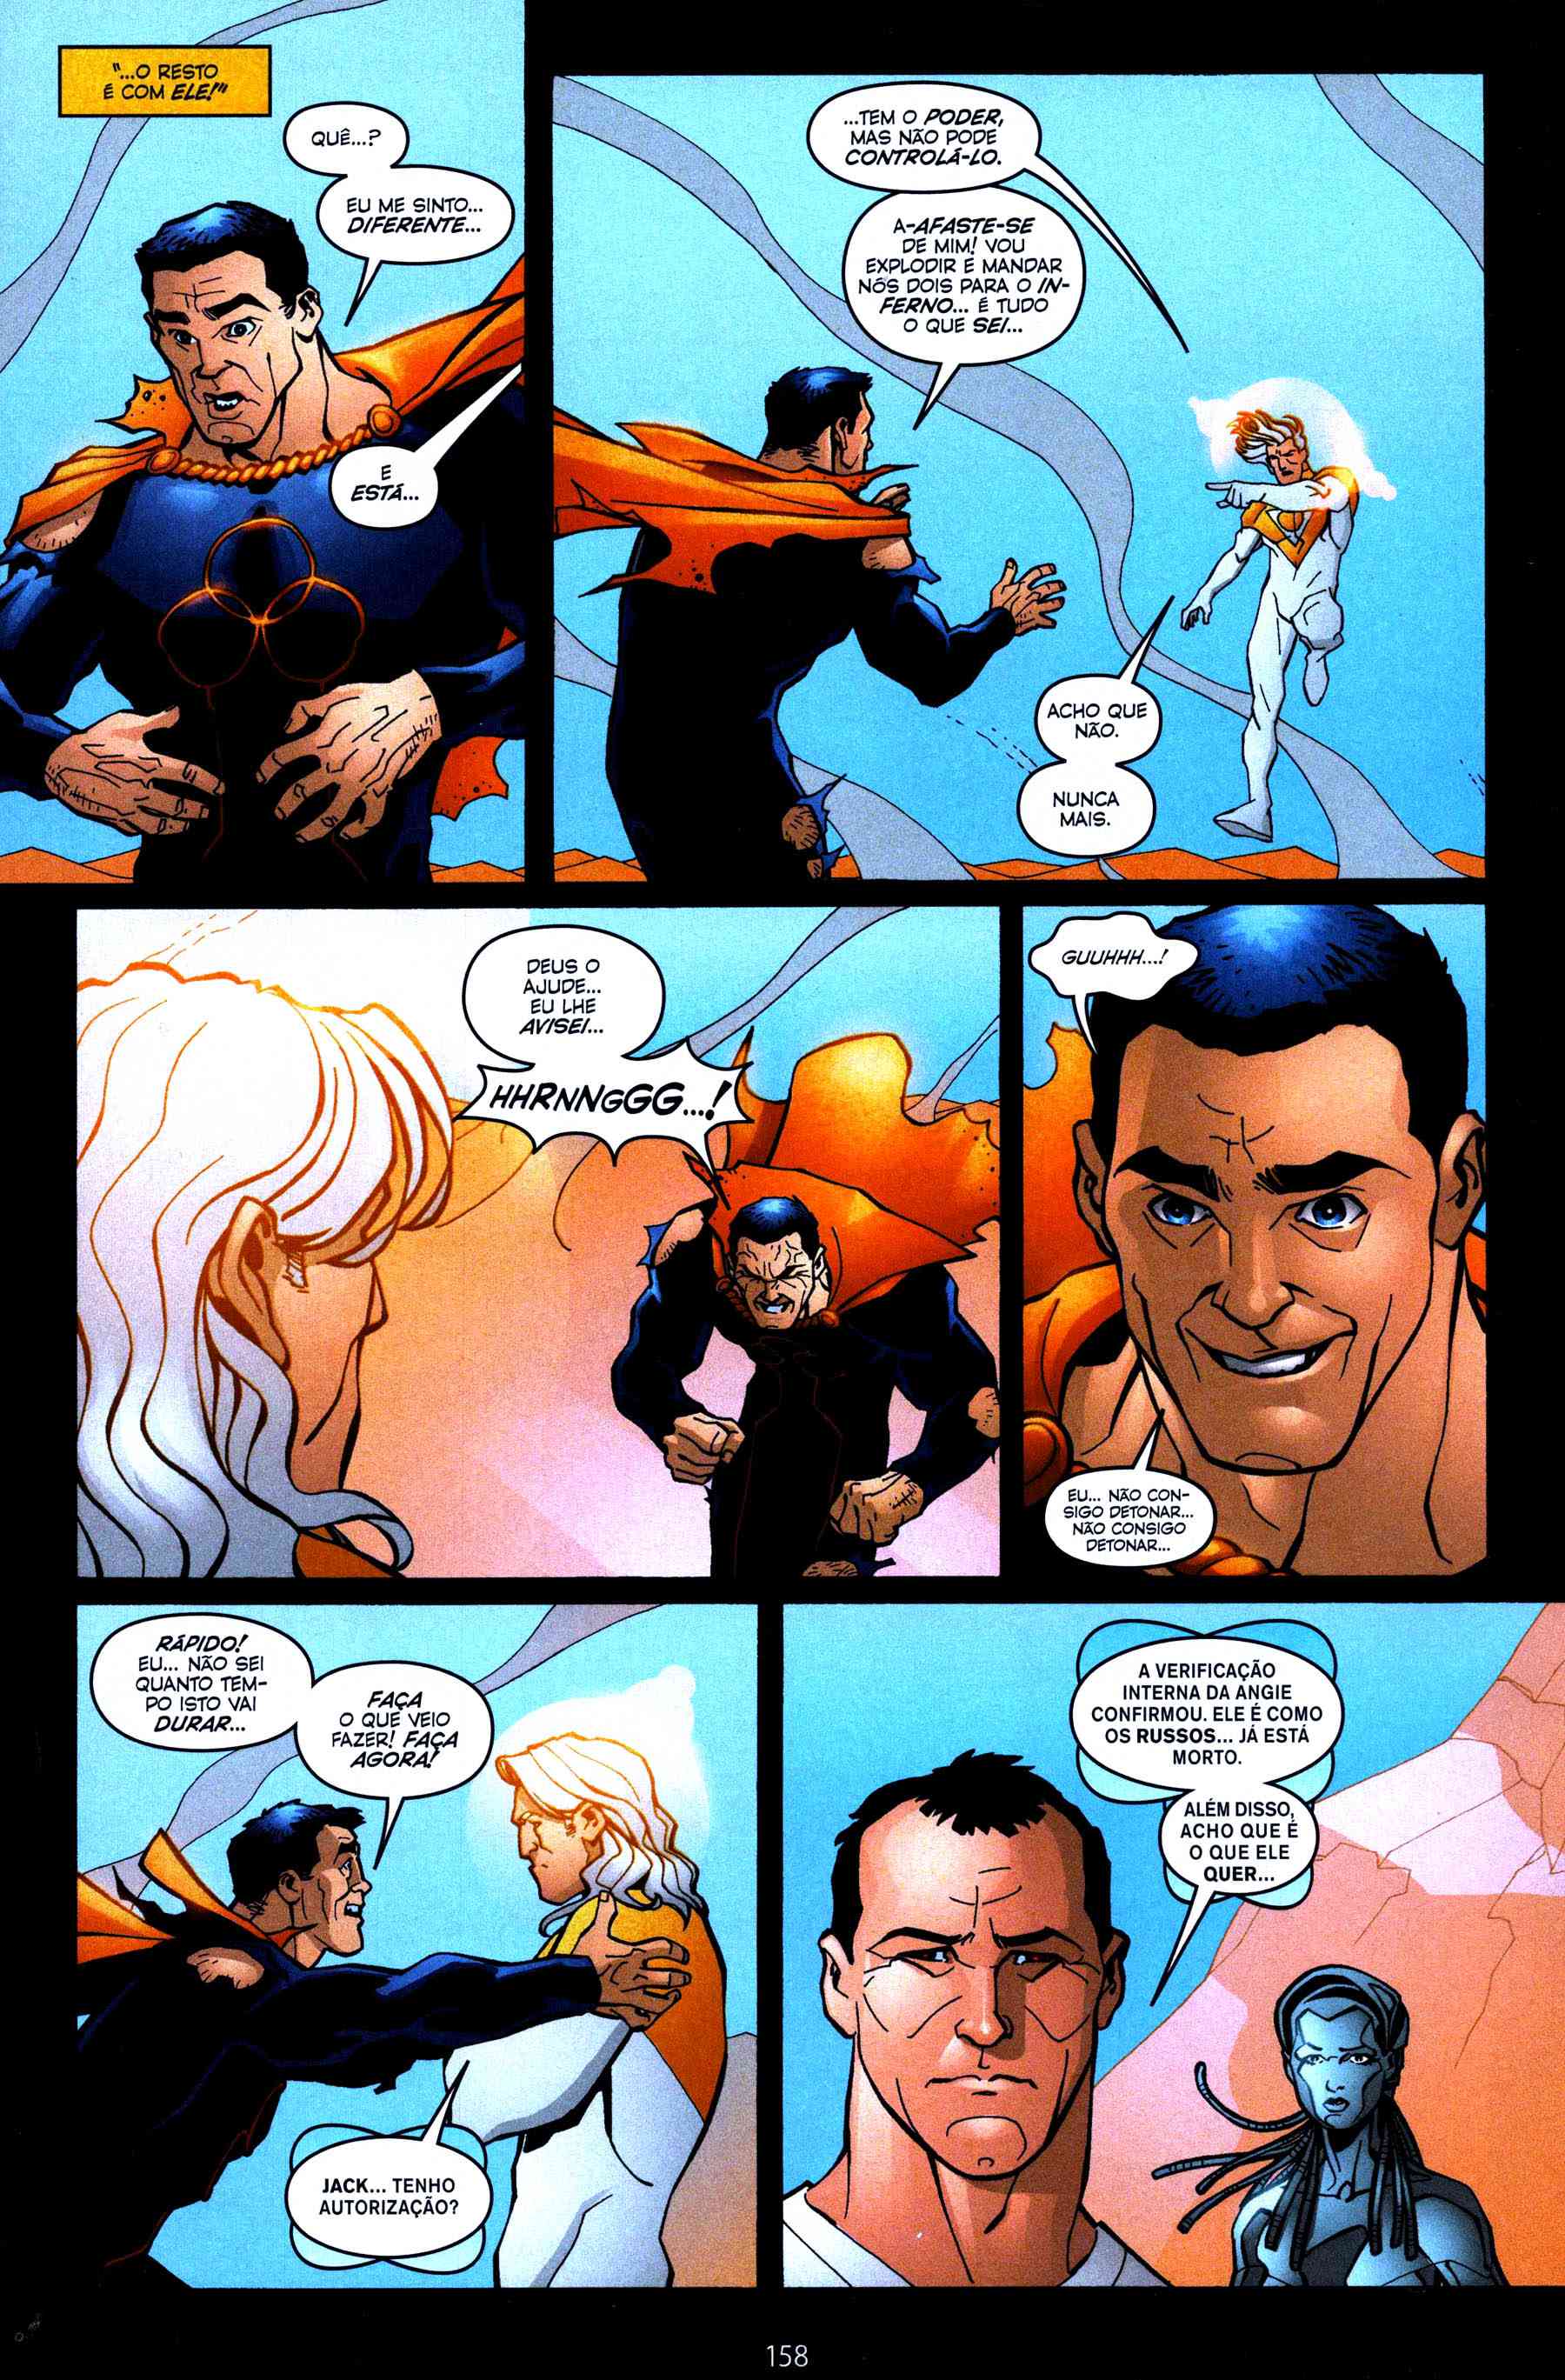 "...O RESTO
É COM ELE!"
QUÊ...?
EU ME SINTO...
DIFERENTE...
E
ESTÁ...
...TEM O PODER,
MAS NÃO PODE
CONTROLÁ-LO.
A-AFASTE-SE
DE MIM! VOU
EXPLODIR E MANDAR
NÓS DOIS PARA O IN-
FERNO... É TUDO
O QUE SEI...
ACHO QUE
NÃO.
NUNCA
MAIS.
DEUS O
AJUDE...
EU LHE
AVISEI...
HHRNNGGG...!
GUUHHH...!
EU... NÃO CON-
SIGO DETONAR...
NÃO CONSIGO
DETONAR...
RÁPIDO!
EU... NÃO SEI
QUANTO TEM-
PO ISTO VAI
DURAR...
FAÇA
O QUE VEIO
FAZER! FAÇA
AGORA!
JACK... TENHO
AUTORIZAÇÃO?
A VERIFICAÇÃO
INTERNA DA ANGIE
CONFIRMOU. ELE É COMO
OS RUSSOS... JÁ ESTÁ
MORTO.
ALÉM DISSO,
ACHO QUE É
O QUE ELE
QUER...
158